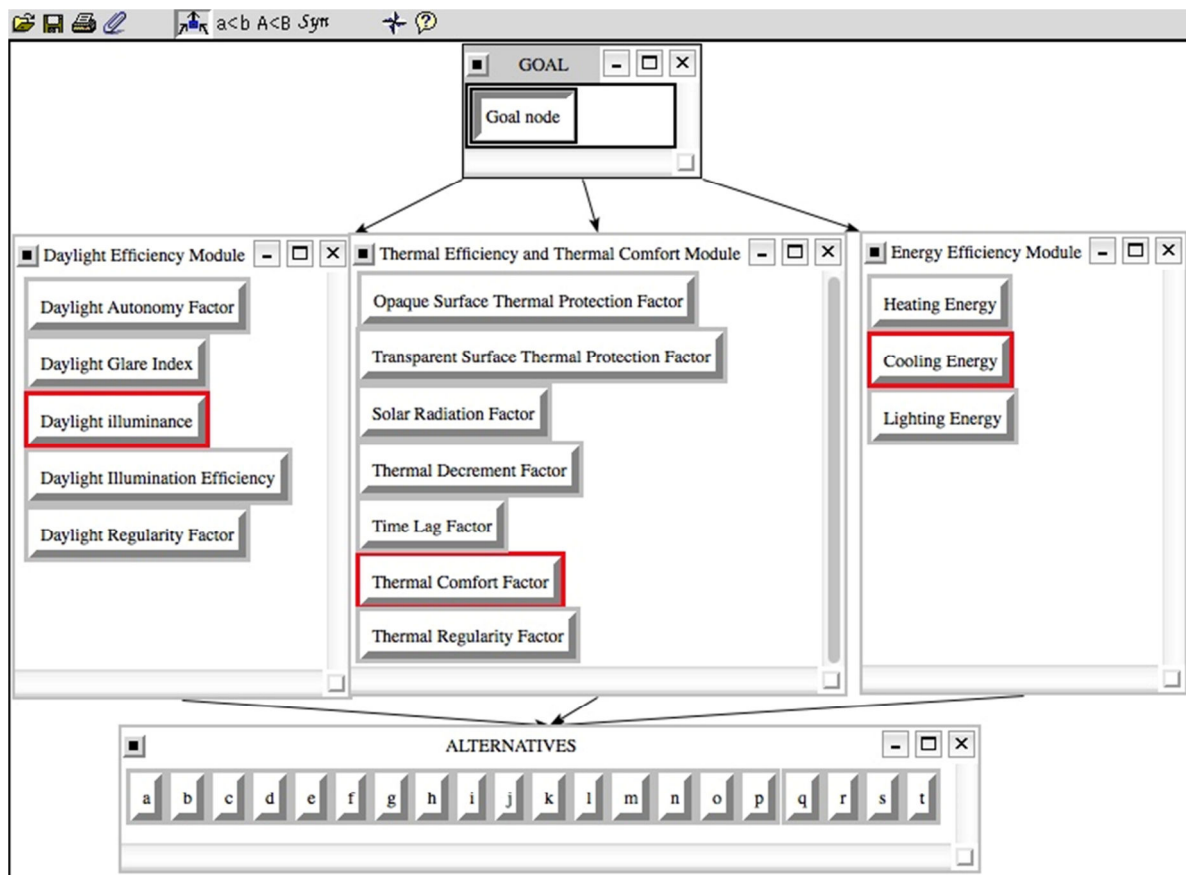 a<b A<B Syn
GOAL
Goal node
Daylight Efficiency Module
Daylight Autonomy Factor
Daylight Glare Index
Daylight illuminance
Daylight Illumination Efficiency
Daylight Regularity Factor
Thermal Efficiency and Thermal Comfort Module
Opaque Surface Thermal Protection Factor
Transparent Surface Thermal Protection Factor
Solar Radiation Factor
Thermal Decrement Factor
Time Lag Factor
Thermal Comfort Factor
Thermal Regularity Factor
Energy Efficiency Module
Heating Energy
Cooling Energy
Lighting Energy
ALTERNATIVES
a b c d e f g h i j k l m n o p q r s t